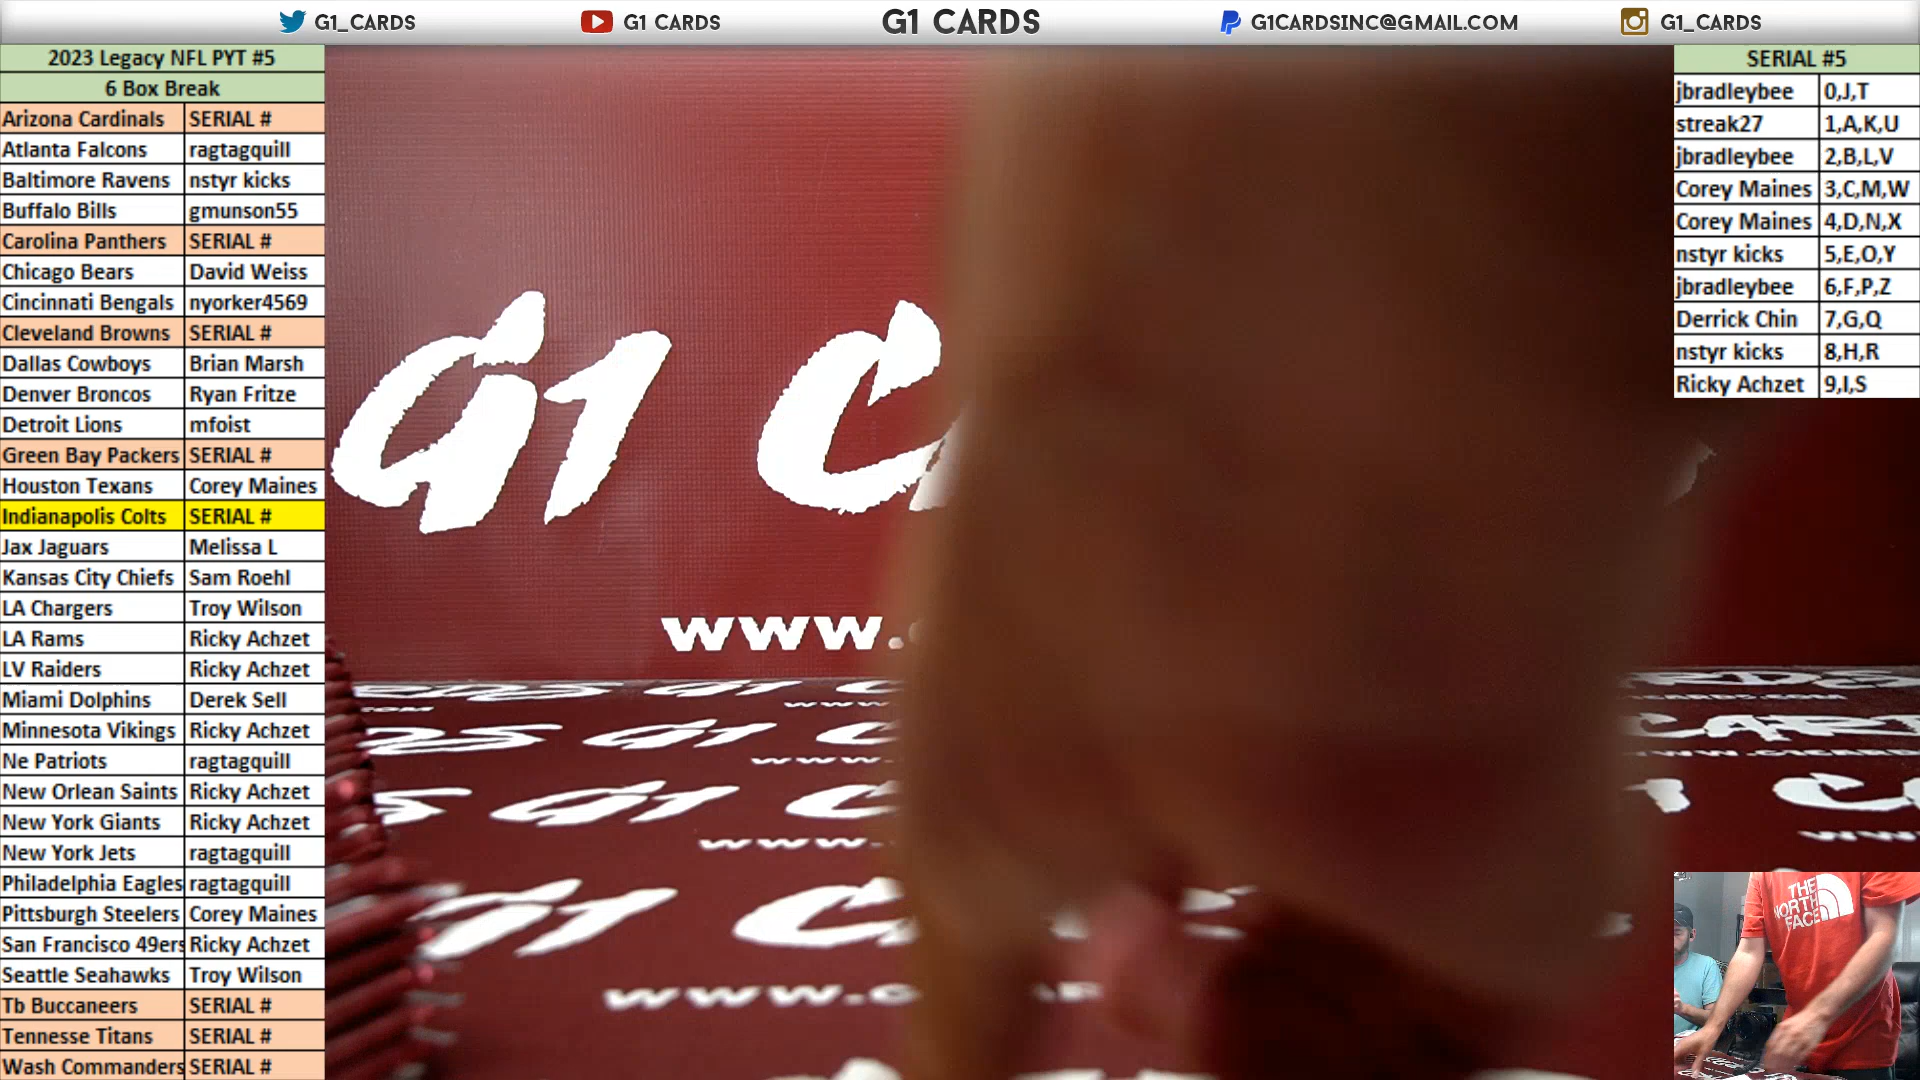 G1_CARDS G1 CARDS G1 CARDS G1CARDSINC@GMAIL.COM G1_CARDS
2023 Legacy NFL PYT #5
6 Box Break
Arizona Cardinals SERIAL #
Atlanta Falcons ragtagquill
Baltimore Ravens nstyr kicks
Buffalo Bills gmunson55
Carolina Panthers SERIAL #
Chicago Bears David Weiss
Cincinnati Bengals nyorker4569
Cleveland Browns SERIAL #
Dallas Cowboys Brian Marsh
Denver Broncos Ryan Fritze
Detroit Lions mfoist
Green Bay Packers SERIAL #
Houston Texans Corey Maines
Indianapolis Colts SERIAL #
Jax Jaguars Melissa L
Kansas City Chiefs Sam Roehl
LA Chargers Troy Wilson
LA Rams Ricky Achzet
LV Raiders Ricky Achzet
Miami Dolphins Derek Sell
Minnesota Vikings Ricky Achzet
Ne Patriots ragtagquill
New Orlean Saints Ricky Achzet
New York Giants Ricky Achzet
New York Jets ragtagquill
Philadelphia Eagles ragtagquill
Pittsburgh Steelers Corey Maines
San Francisco 49ers Ricky Achzet
Seattle Seahawks Troy Wilson
Tb Buccaneers SERIAL #
Tennesse Titans SERIAL #
Wash Commanders SERIAL #
SERIAL #5
jbradleybee 0,J,T
streak27 1,A,K,U
jbradleybee 2,B,L,V
Corey Maines 3,C,M,W
Corey Maines 4,D,N,X
nstyr kicks 5,E,O,Y
jbradleybee 6,F,P,Z
Derrick Chin 7,G,Q
nstyr kicks 8,H,R
Ricky Achzet 9,I,S
G1 C
www.
G1
G1 C
G1 C
G1 C
THE
NORTH
FACE